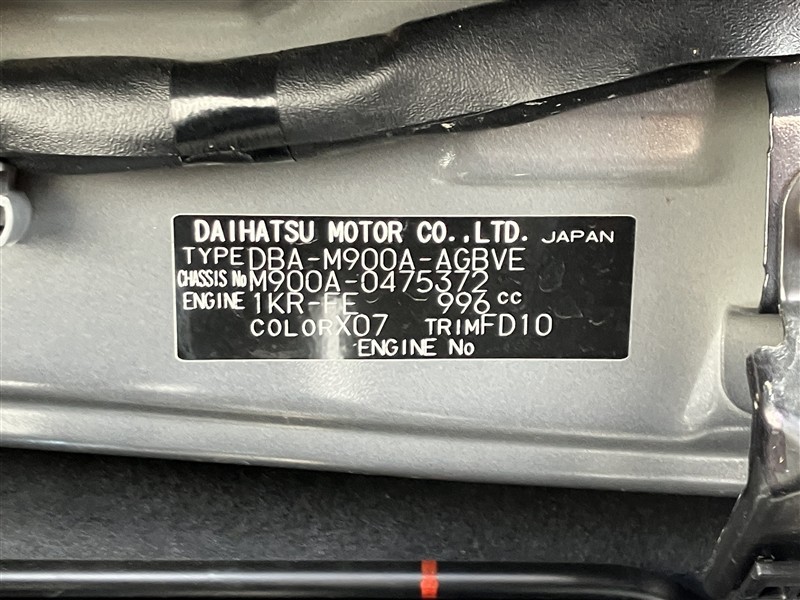 DAIHATSU MOTOR CO.,LTD. JAPAN
TYPE DBA-M900A-AGBVE
CHASSIS No M900A-0475372
ENGINE 1KR-FE 996 cc
COLOR X07 TRIM FD10
ENGINE No